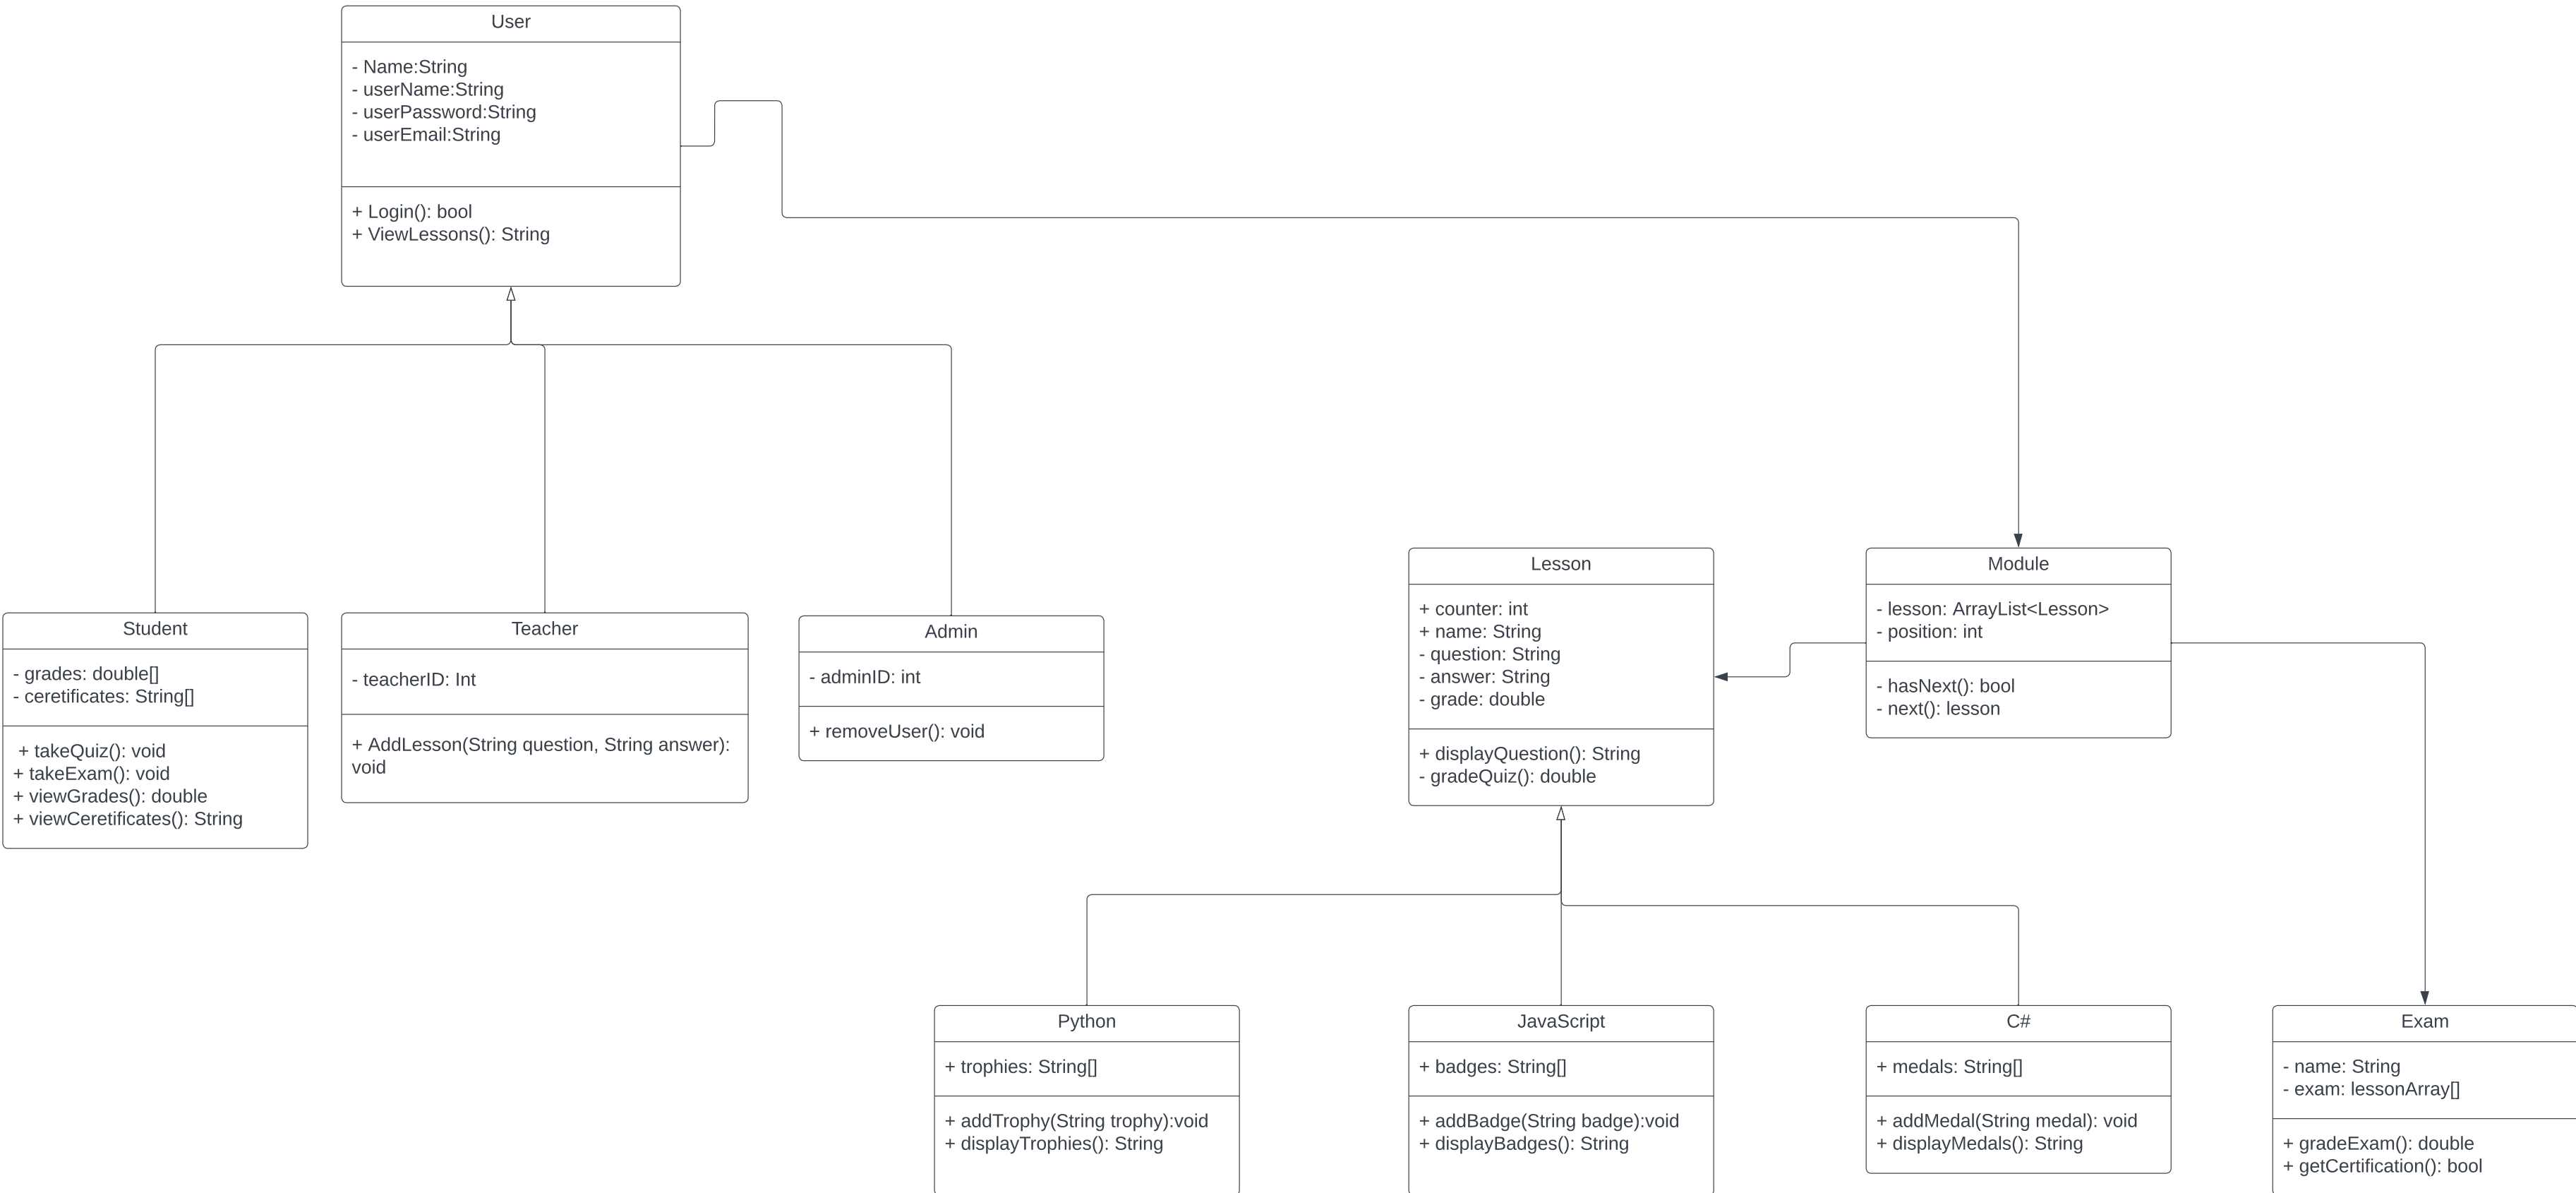 User
- Name:String
- userName:String
- userPassword:String
- userEmail:String
+ Login(): bool
+ ViewLessons(): String
Student
- grades: double[]
- ceretificates: String[]
+ takeQuiz(): void
+ takeExam(): void
+ viewGrades(): double
+ viewCeretificates(): String
Teacher
- teacherID: Int
+ AddLesson(String question, String answer):
void
Admin
- adminID: int
+ removeUser(): void
Lesson
+ counter: int
+ name: String
- question: String
- answer: String
- grade: double
+ displayQuestion(): String
- gradeQuiz(): double
Module
- lesson: ArrayList<Lesson>
- position: int
- hasNext(): bool
- next(): lesson
Python
+ trophies: String[]
+ addTrophy(String trophy):void
+ displayTrophies(): String
JavaScript
+ badges: String[]
+ addBadge(String badge):void
+ displayBadges(): String
C#
+ medals: String[]
+ addMedal(String medal): void
+ displayMedals(): String
Exam
- name: String
- exam: lessonArray[]
+ gradeExam(): double
+ getCertification(): bool